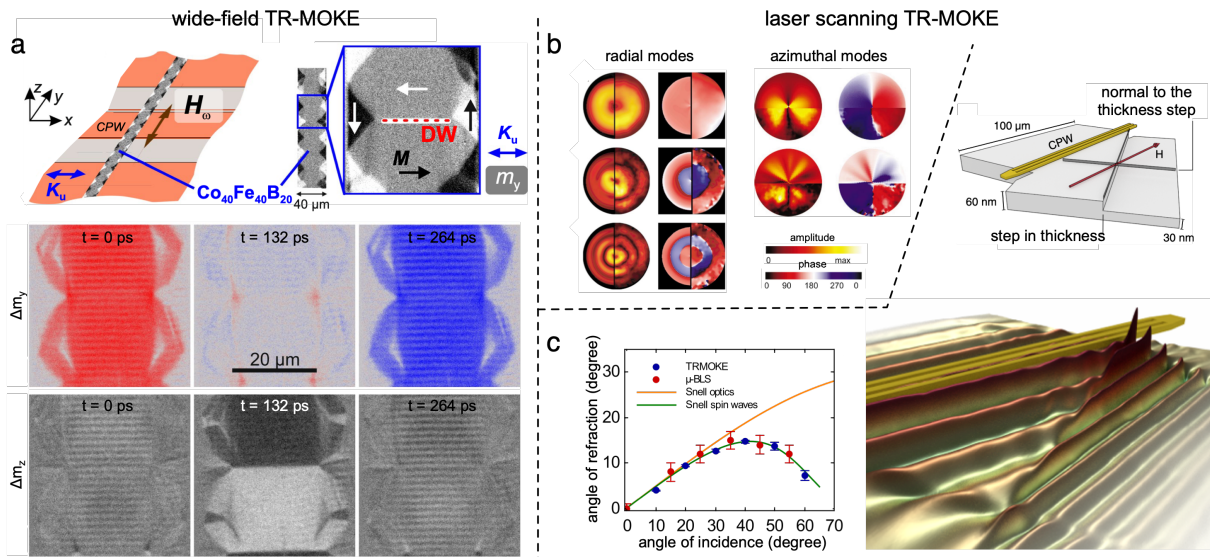 wide-field TR-MOKE
laser scanning TR-MOKE
a
z
y
x
CPW
Hω
Ku
Co40Fe40B20
40 μm
DW
M
Ku
my
Δmy
t = 0 ps
t = 132 ps
t = 264 ps
20 μm
Δmz
t = 0 ps
t = 132 ps
t = 264 ps
b
radial modes
azimuthal modes
amplitude
0
max
phase
0 90 180 270 0
normal to
the thickness step
100 μm
CPW
H
60 nm
30 nm
step in thickness
c
angle of refraction (degree)
30
20
10
0
TRMOKE
μ-BLS
Snell optics
Snell spin waves
0 10 20 30 40 50 60 70
angle of incidence (degree)